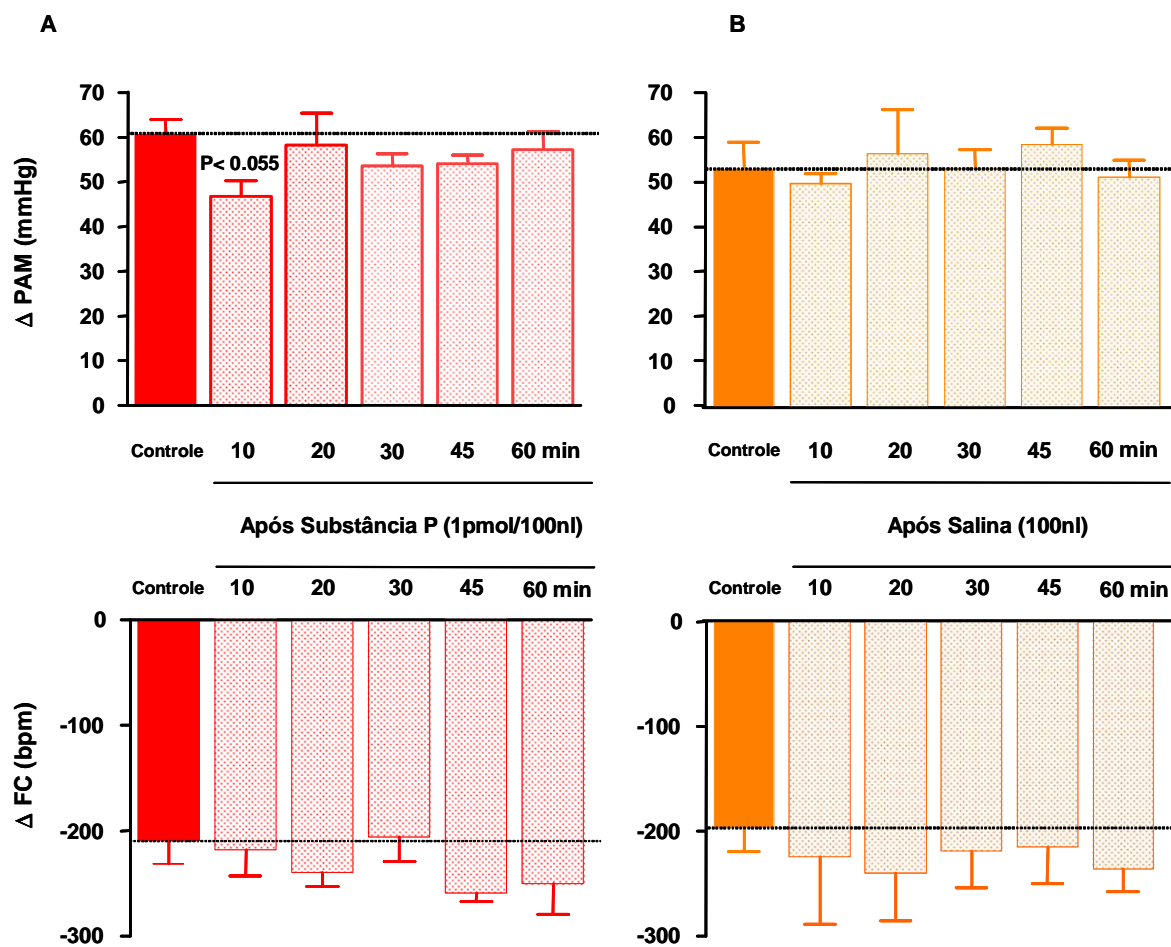 A
B
Δ PAM (mmHg)
70
60
50
40
30
20
10
0
P< 0.055
Controle 10 20 30 45 60 min
Após Substância P (1pmol/100nl)
70
60
50
40
30
20
10
0
Controle 10 20 30 45 60 min
Após Salina (100nl)
Controle 10 20 30 45 60 min
Δ FC (bpm)
0
-100
-200
-300
Controle 10 20 30 45 60 min
0
-100
-200
-300